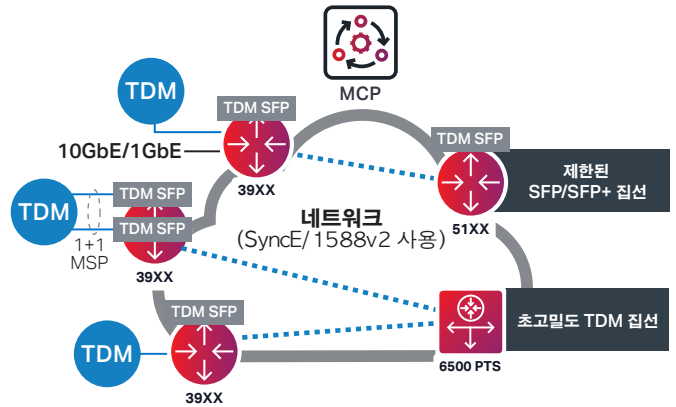 MCP
TDM
TDM SFP
10GbE/1GbE
39XX
TDM SFP
51XX
제한된
SFP/SFP+ 집선
TDM
TDM SFP
TDM SFP
1+1
MSP
39XX
네트워크
(SyncE/1588v2 사용)
TDM
TDM SFP
39XX
6500 PTS
초고밀도 TDM 집선